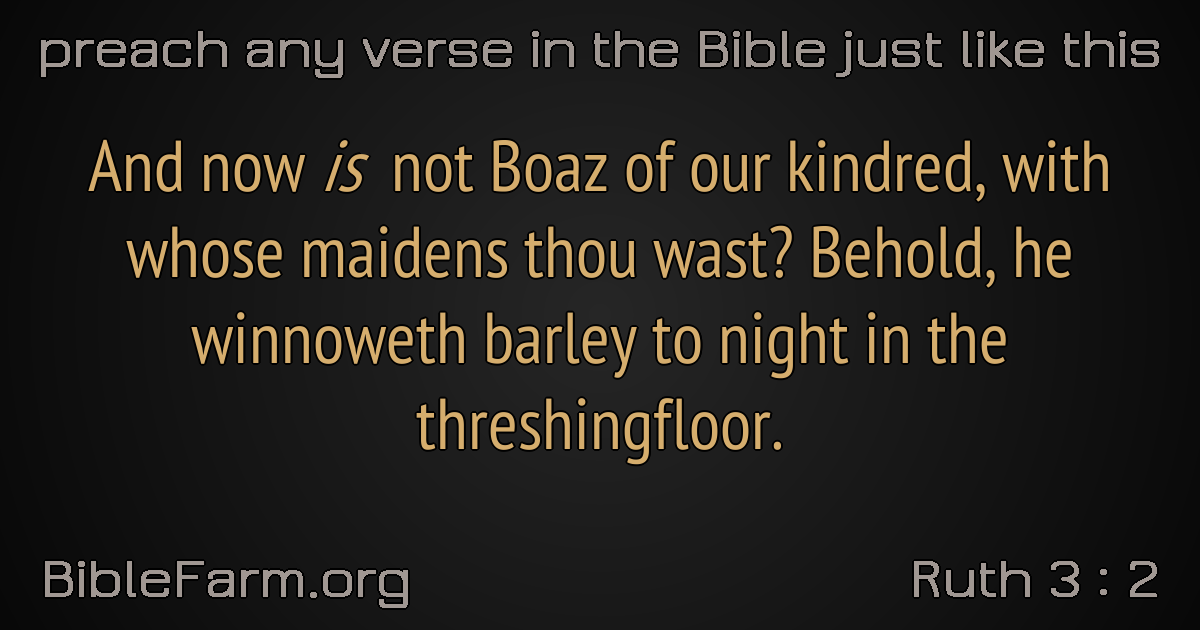 preach any verse in the Bible just like this
And now is not Boaz of our kindred, with
whose maidens thou wast? Behold, he
winnoweth barley to night in the
threshingfloor.
BibleFarm.org
Ruth 3 : 2